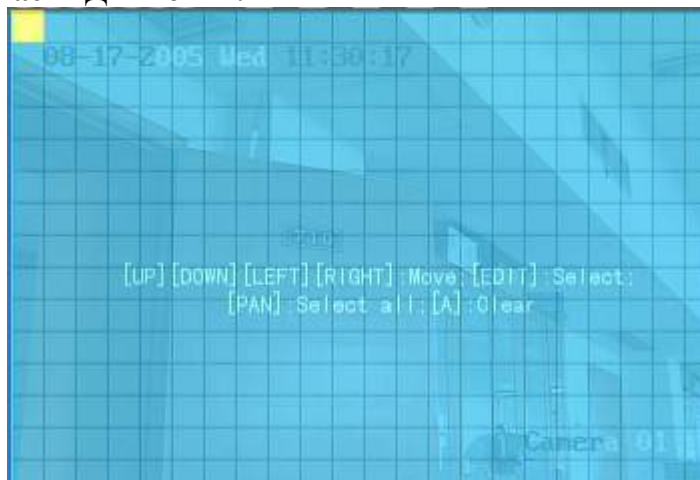 08-17-2005 Wed 11:30:17
[UP][DOWN][LEFT][RIGHT]:Move;[EDIT]:Select;
[PAN]:Select all;[A]:Clear
Camera 01